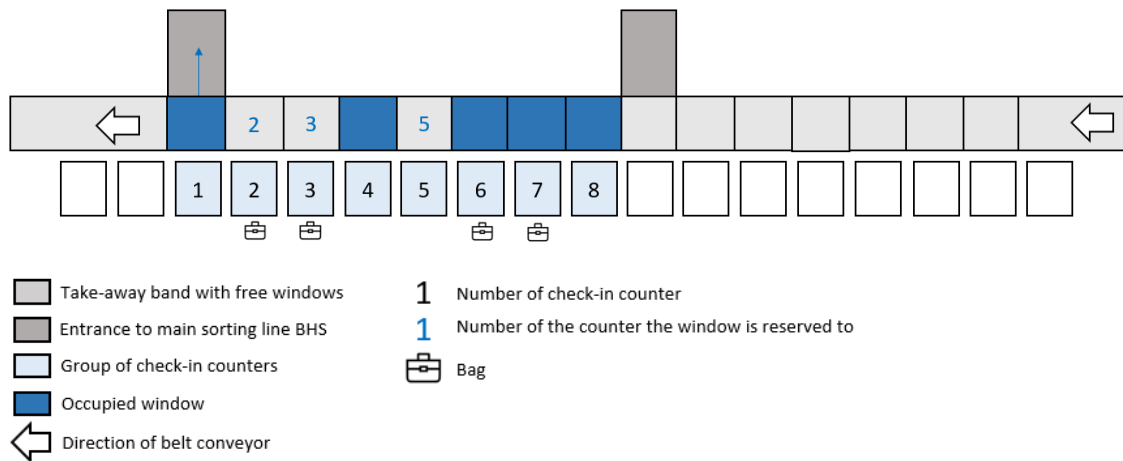 2 3 5
1 2 3 4 5 6 7 8
Take-away band with free windows
Entrance to main sorting line BHS
Group of check-in counters
Occupied window
Direction of belt conveyor
1 Number of check-in counter
1 Number of the counter the window is reserved to
Bag